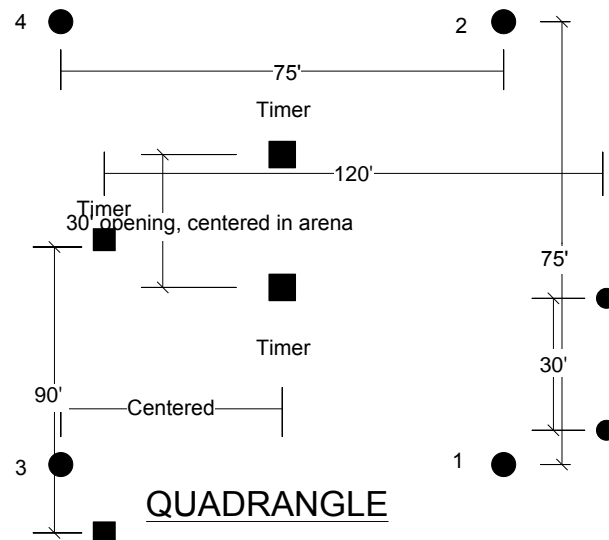 4
2
75'
Timer
120'
Timer
30' opening, centered in arena
75'
Timer
30'
90'
Centered
3
1
QUADRANGLE